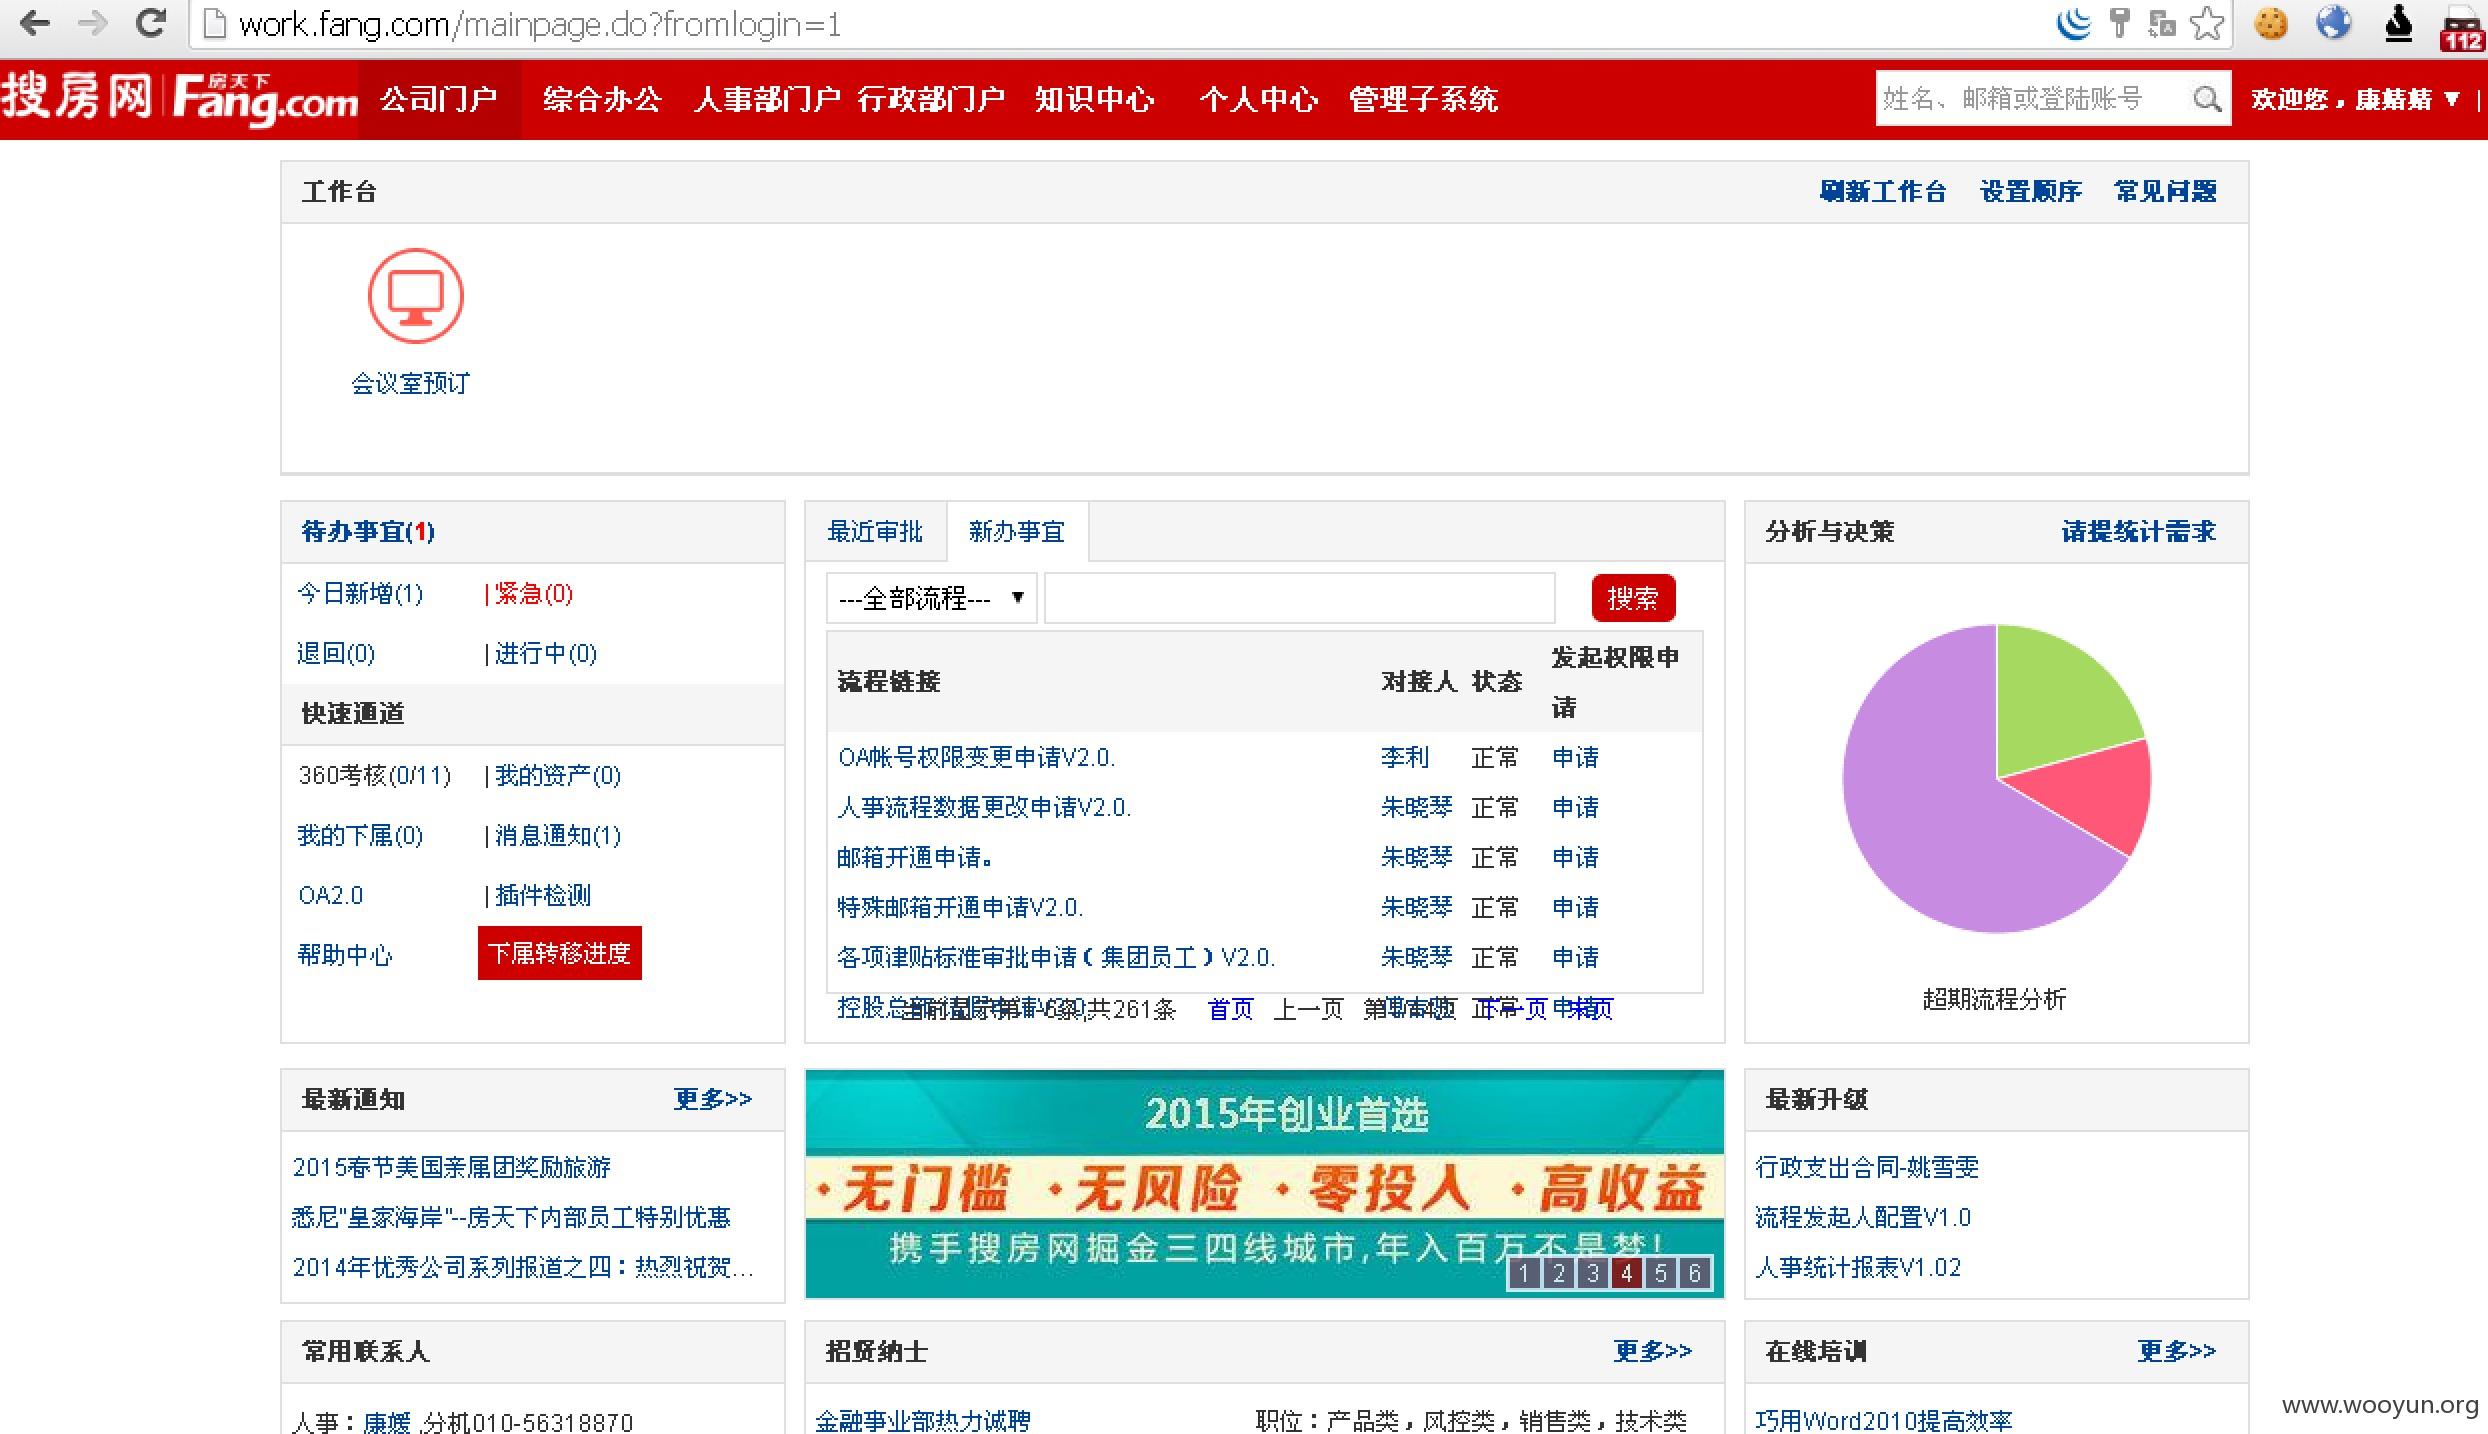 work.fang.com/mainpage.do?fromlogin=1
112
搜房网 房天下 Fang.com 公司门户 综合办公 人事部门户 行政部门户 知识中心 个人中心 管理子系统 姓名、邮箱或登陆账号 欢迎您，康婧婧 ▼ |
工作台 刷新工作台 设置顺序 常见问题
会议室预订
待办事宜(1)
今日新增(1) | 紧急(0)
退回(0) | 进行中(0)
快速通道
360考核(0/11) | 我的资产(0)
我的下属(0) | 消息通知(1)
OA2.0 | 插件检测
帮助中心 下属转移进度
最近审批 新办事宜
---全部流程--- ▼ 搜索
流程链接 对接人 状态 发起权限申请
OA帐号权限变更申请V2.0. 李利 正常 申请
人事流程数据更改申请V2.0. 朱晓琴 正常 申请
邮箱开通申请。 朱晓琴 正常 申请
特殊邮箱开通申请V2.0. 朱晓琴 正常 申请
各项津贴标准审批申请（集团员工）V2.0. 朱晓琴 正常 申请
控股总部 共261条 首页 上一页 正常
分析与决策 请提统计需求
超期流程分析
最新通知 更多>>
2015春节美国亲属团奖励旅游
悉尼"皇家海岸"--房天下内部员工特别优惠
2014年优秀公司系列报道之四：热烈祝贺...
2015年创业首选
·无门槛 ·无风险 ·零投入 ·高收益
携手搜房网掘金三四线城市,年入百万不是梦!
1 2 3 4 5 6
最新升级
行政支出合同-姚雪雯
流程发起人配置V1.0
人事统计报表V1.02
常用联系人
人事：康媛 ,分机010-56318870
招贤纳士 更多>>
金融事业部热力诚聘 职位：产品类，风控类，销售类，技术类
在线培训 更多>>
巧用Word2010提高效率
www.wooyun.org